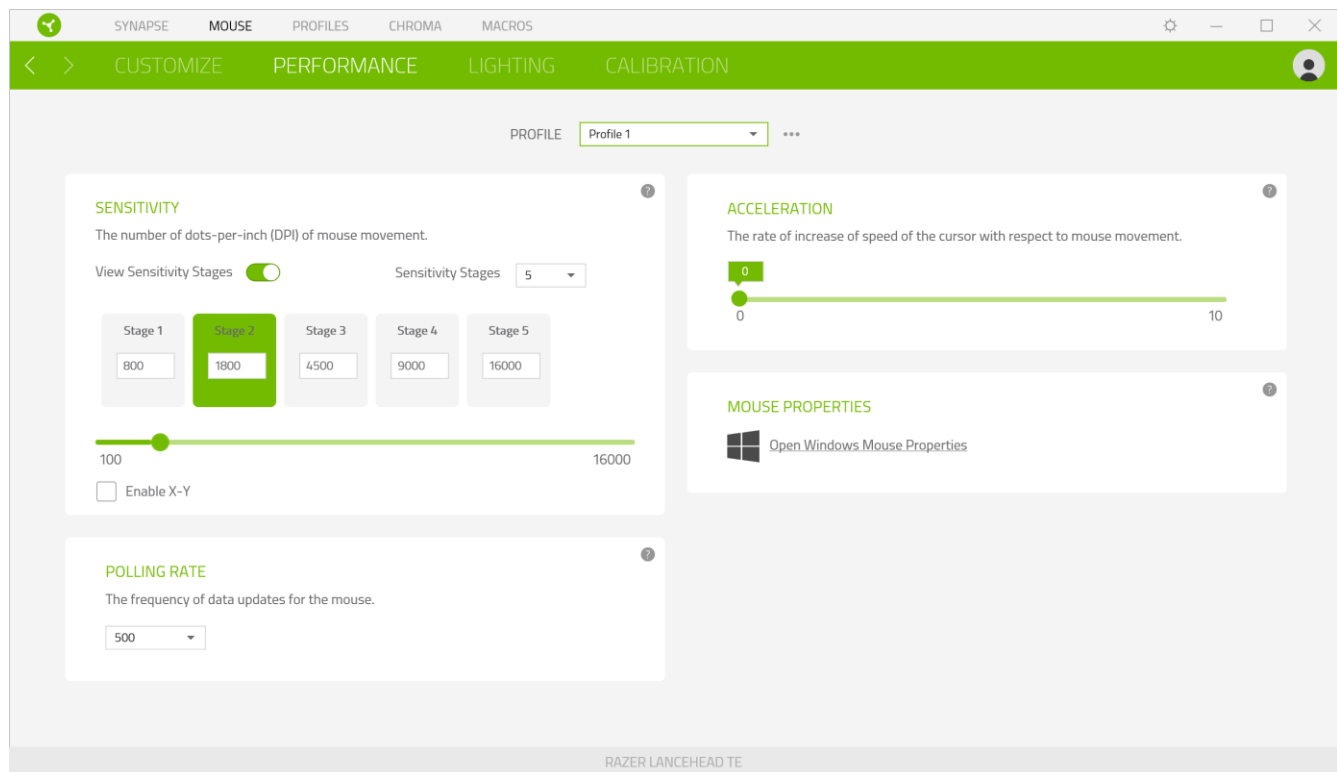 SYNAPSE MOUSE PROFILES CHROMA MACROS
CUSTOMIZE PERFORMANCE LIGHTING CALIBRATION
PROFILE Profile 1
SENSITIVITY
The number of dots-per-inch (DPI) of mouse movement.
View Sensitivity Stages Sensitivity Stages 5
Stage 1 Stage 2 Stage 3 Stage 4 Stage 5
800 1800 4500 9000 16000
100 16000
Enable X-Y
POLLING RATE
The frequency of data updates for the mouse.
500
ACCELERATION
The rate of increase of speed of the cursor with respect to mouse movement.
0
0 10
MOUSE PROPERTIES
Open Windows Mouse Properties
RAZER LANCEHEAD TE